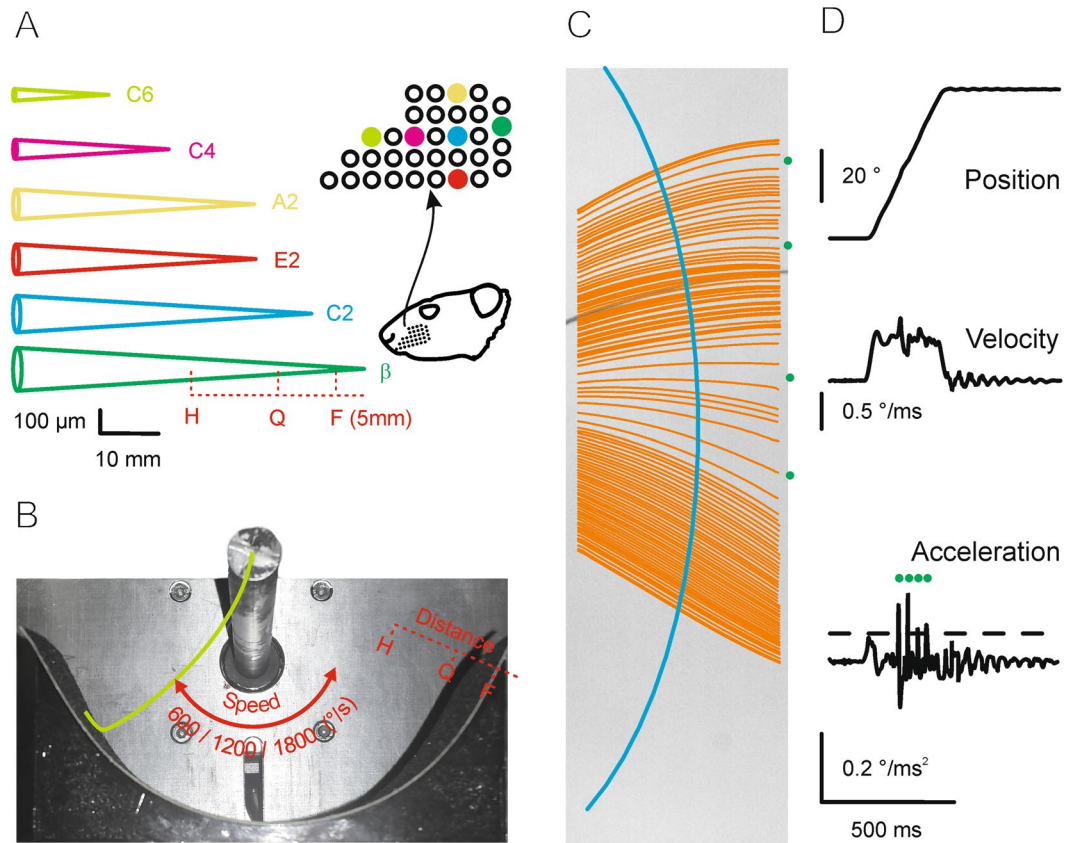 A
C6
C4
A2
E2
C2
β
H Q F (5mm)
100 µm
10 mm
B
Distance
H
Q
F
Speed
600 / 1200 / 1800 (°/s)
C
D
20 °
Position
Velocity
0.5 °/ms
Acceleration
0.2 °/ms²
500 ms